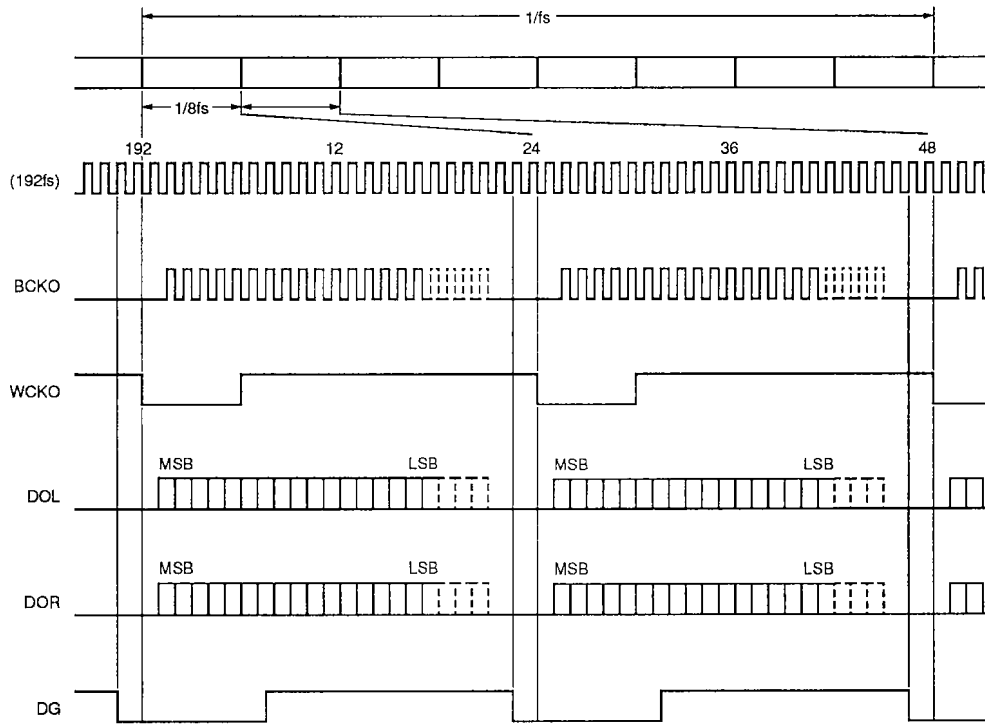 1/fs
1/8fs
192 12 24 36 48
(192fs)
BCKO
WCKO
MSB LSB MSB LSB
DOL
MSB LSB MSB LSB
DOR
DG